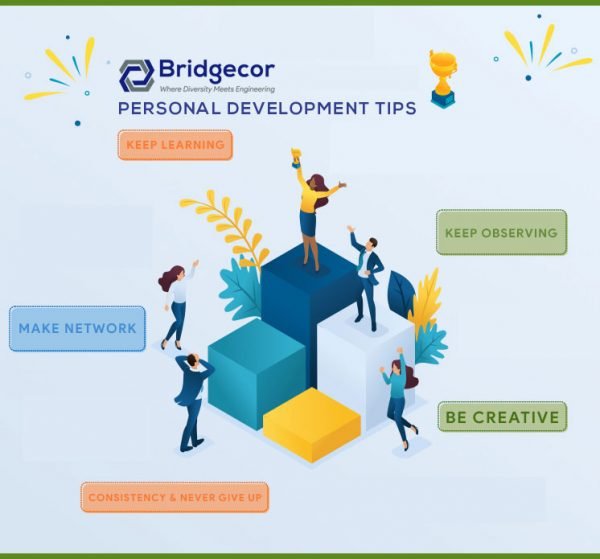 Bridgecor
Where Diversity Meets Engineering
PERSONAL DEVELOPMENT TIPS
KEEP LEARNING
KEEP OBSERVING
MAKE NETWORK
BE CREATIVE
CONSISTENCY & NEVER GIVE UP